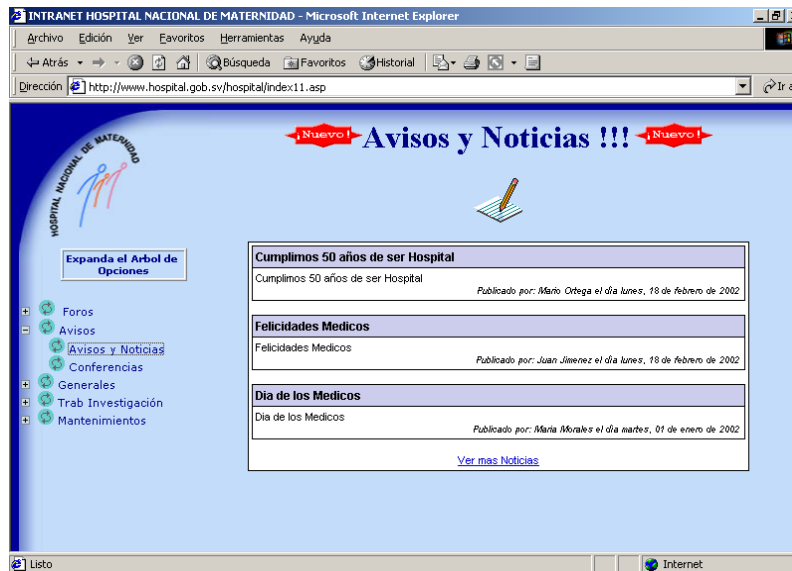 INTRANET HOSPITAL NACIONAL DE MATERNIDAD - Microsoft Internet Explorer
Archivo Edición Ver Favoritos Herramientas Ayuda
Atrás Búsqueda Favoritos Historial
Dirección http://www.hospital.gob.sv/hospital/index11.asp Ir a
HOSPITAL NACIONAL DE MATERNIDAD
¡Nuevo! Avisos y Noticias !!! ¡Nuevo!
Expanda el Arbol de
Opciones
Foros
Avisos
Avisos y Noticias
Conferencias
Generales
Trab Investigación
Mantenimientos
Cumplimos 50 años de ser Hospital
Cumplimos 50 años de ser Hospital
Publicado por: Mario Ortega el día lunes, 18 de febrero de 2002
Felicidades Medicos
Felicidades Medicos
Publicado por: Juan Jimenez el día lunes, 18 de febrero de 2002
Dia de los Medicos
Dia de los Medicos
Publicado por: Maria Morales el día martes, 01 de enero de 2002
Ver mas Noticias
Listo Internet